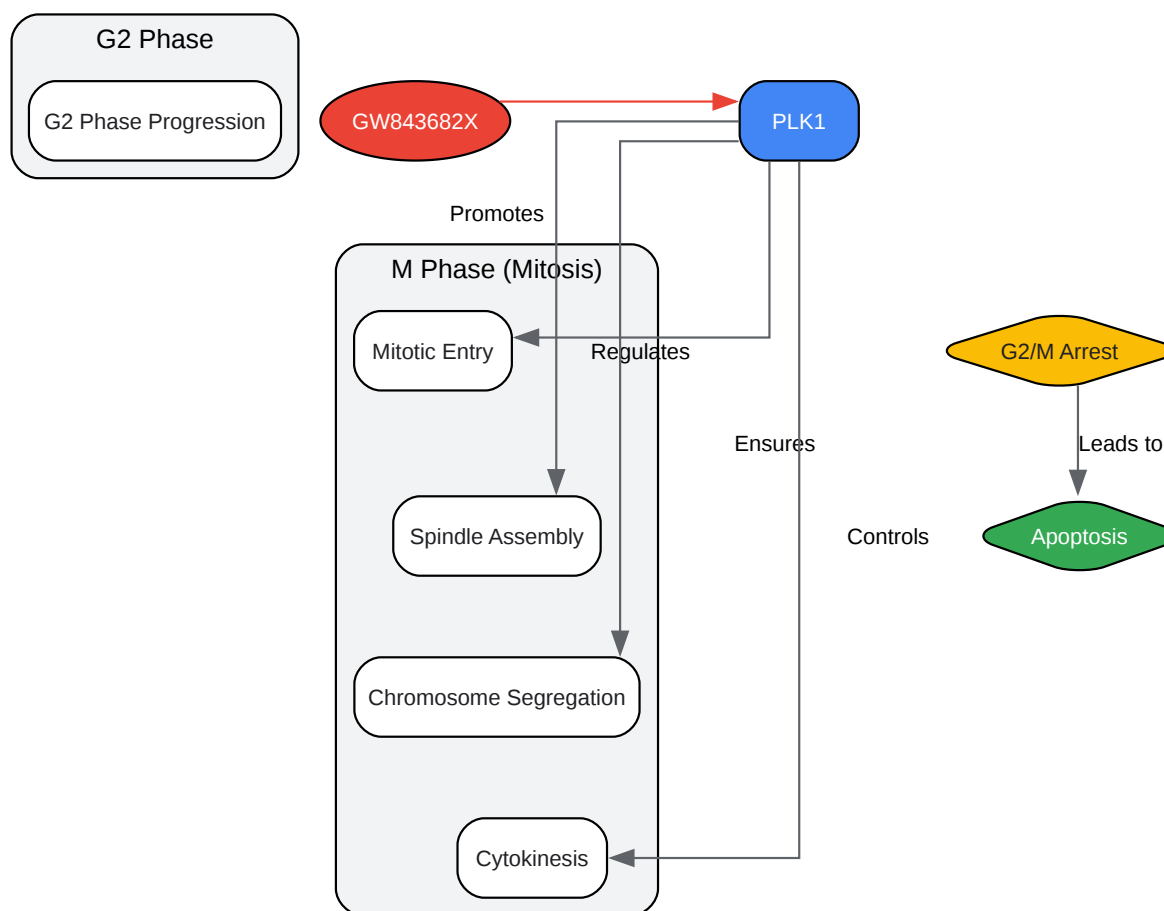 G2 Phase
G2 Phase Progression
GW843682X
PLK1
Promotes
M Phase (Mitosis)
Mitotic Entry
Regulates
G2/M Arrest
Ensures
Leads to
Spindle Assembly
Controls
Apoptosis
Chromosome Segregation
Cytokinesis